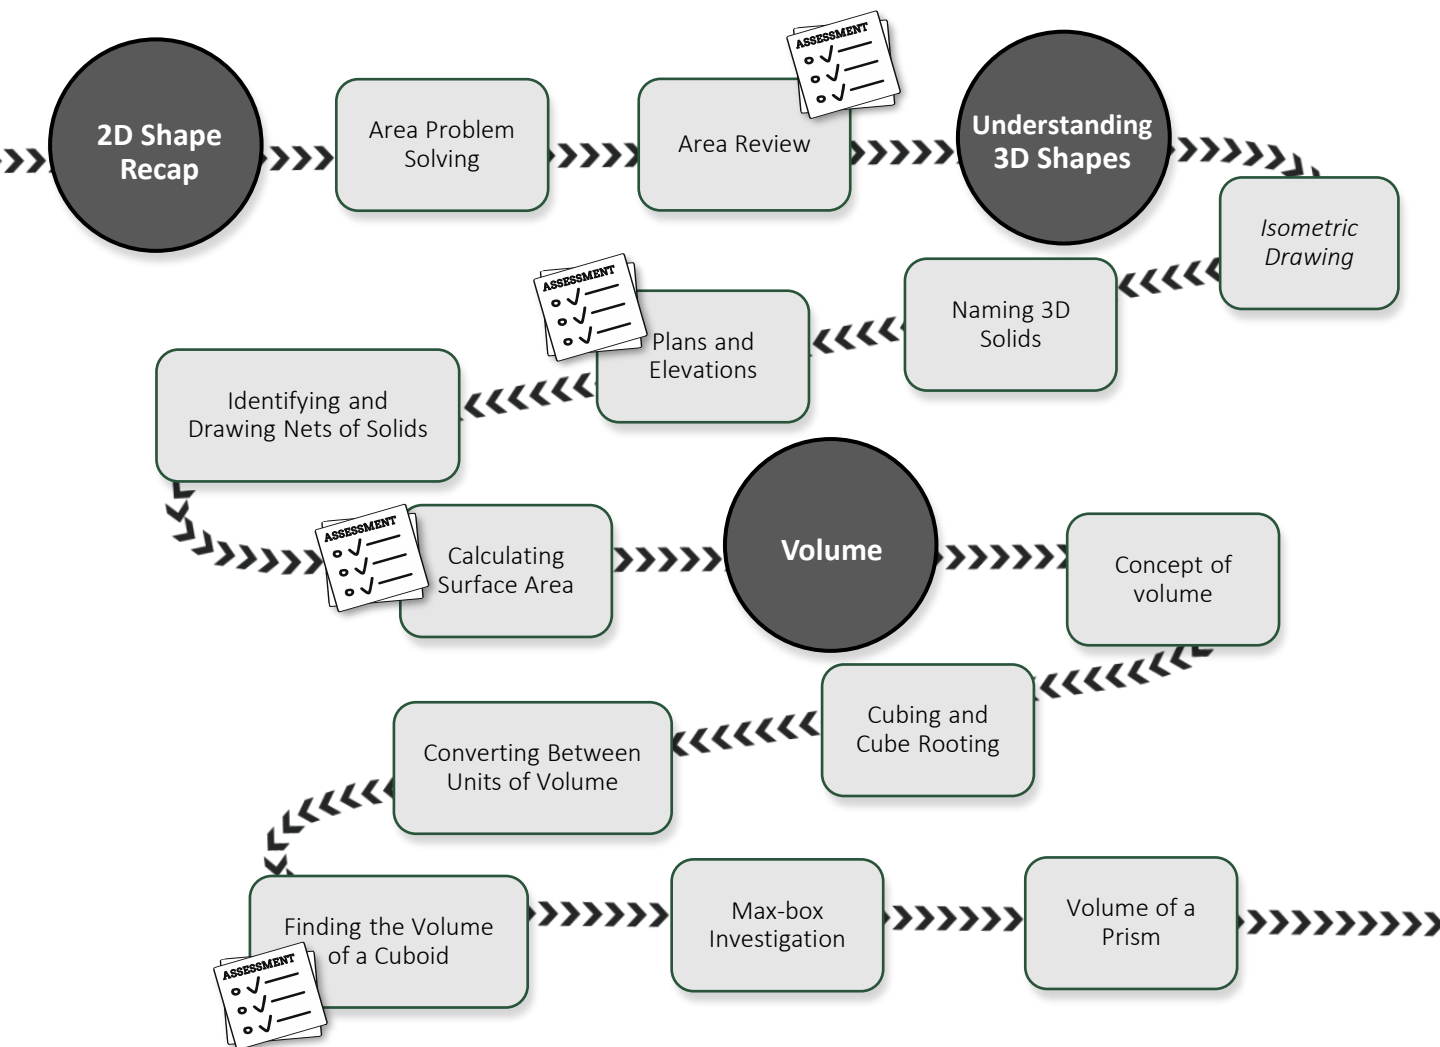 2D Shape
Recap
Area Problem
Solving
Area Review
ASSESSMENT
Understanding
3D Shapes
Isometric
Drawing
Naming 3D
Solids
ASSESSMENT
Plans and
Elevations
Identifying and
Drawing Nets of Solids
ASSESSMENT
Calculating
Surface Area
Volume
Concept of
volume
Cubing and
Cube Rooting
Converting Between
Units of Volume
Finding the Volume
of a Cuboid
ASSESSMENT
Max-box
Investigation
Volume of a
Prism